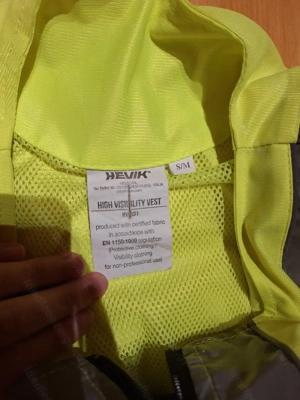 HEVIK
S/M
HIGH VISIBILITY VEST
produced with certified fabric
in accordance with
EN 1150:1999 regulation
(Protective clothing -
Visibility clothing
for non-professional use)